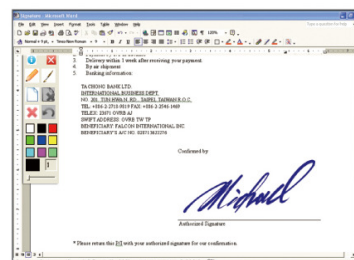 Signature - Microsoft Word
File Edit View Insert Format Tools Table Window Help
3. Delivery within 1 week after receiving your payment.
4. By air shipment
5. Banking information:
TA CHONG BANK LTD.
INTERNATIONAL BUSINESS DEPT.
SWIFT ADDRESS: OVRB TW TP
BENEFICIARY: FALCON INTERNATIONAL INC.
Confirmed by:
Michael
Authorized Signature
* Please return this P/I with your authorized signature for our confirmation.